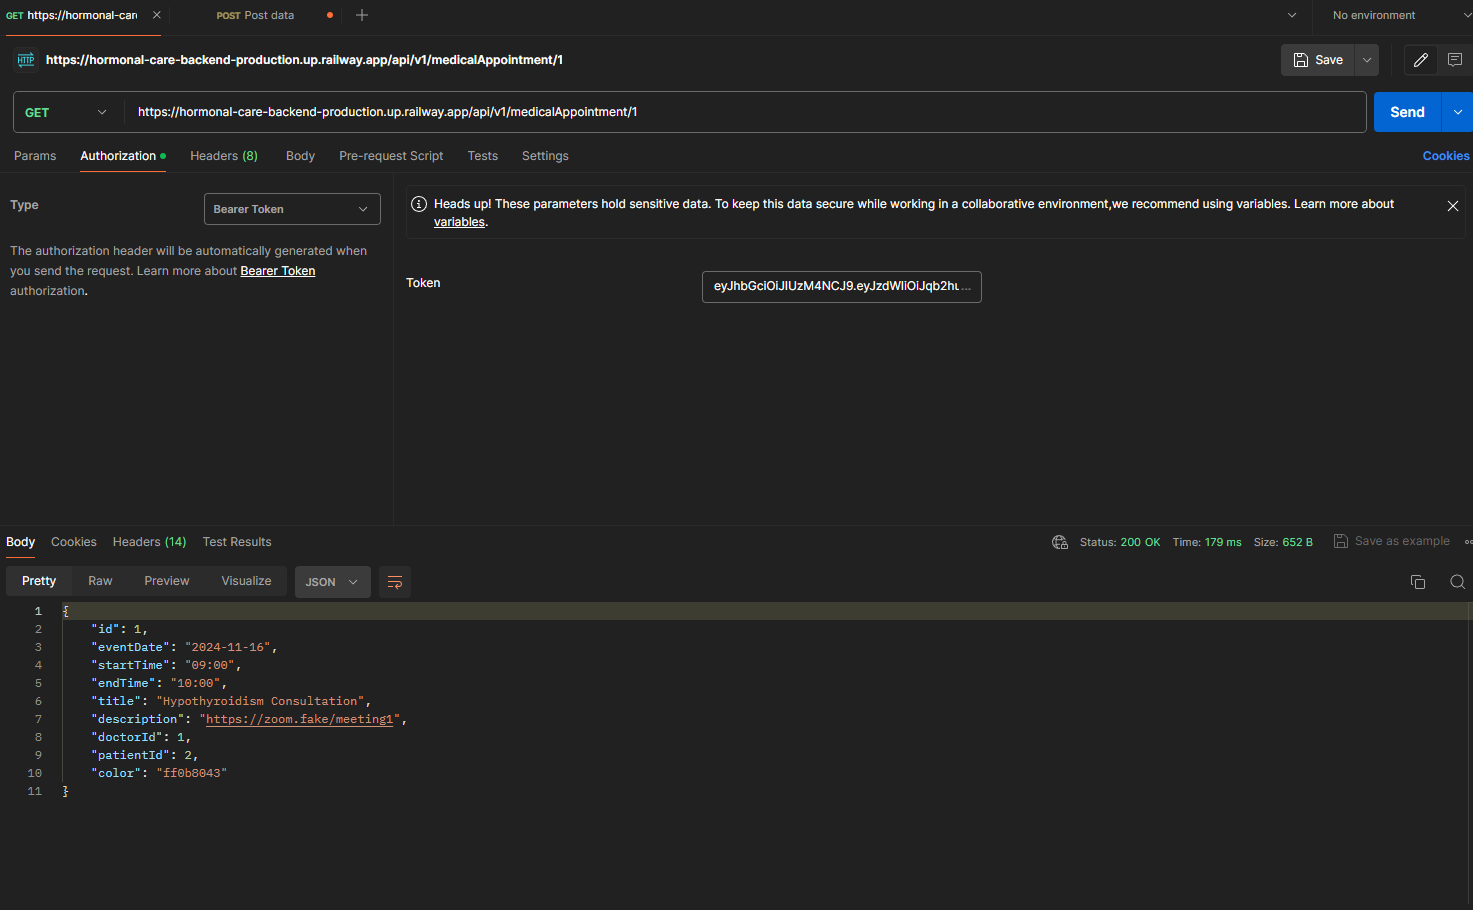 GET https://hormonal-care
POST Post data
No environment
HTTP https://hormonal-care-backend-production.up.railway.app/api/v1/medicalAppointment/1
Save
GET https://hormonal-care-backend-production.up.railway.app/api/v1/medicalAppointment/1
Send
Params Authorization Headers (8) Body Pre-request Script Tests Settings
Cookies
Type
Bearer Token
The authorization header will be automatically generated when
you send the request. Learn more about Bearer Token
authorization.
Heads up! These parameters hold sensitive data. To keep this data secure while working in a collaborative environment,we recommend using variables. Learn more about
variables.
Token
Body Cookies Headers (14) Test Results
Status: 200 OK Time: 179 ms Size: 652 B Save as example
Pretty Raw Preview Visualize JSON
1 {
2 "id": 1,
3 "eventDate": "2024-11-16",
4 "startTime": "09:00",
5 "endTime": "10:00",
6 "title": "Hypothyroidism Consultation",
7 "description": "https://zoom.fake/meeting1",
8 "doctorId": 1,
9 "patientId": 2,
10 "color": "ff0b8043"
11 }